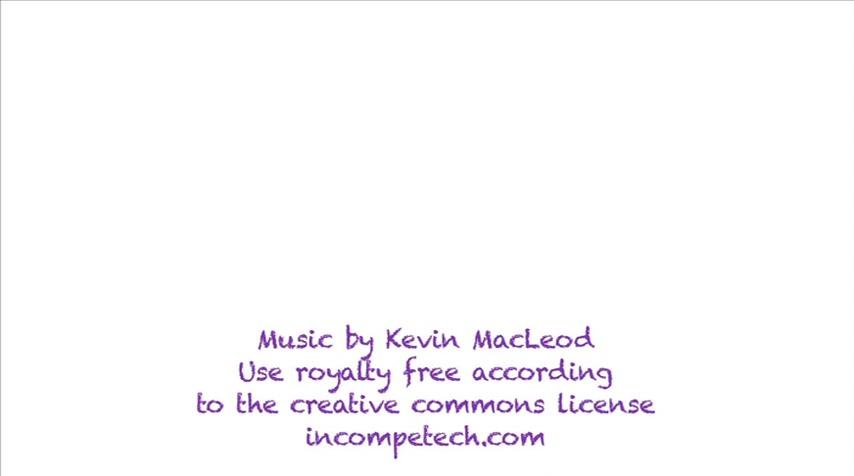 Music by Kevin MacLeod
Use royalty free according
to the creative commons license
incompetech.com